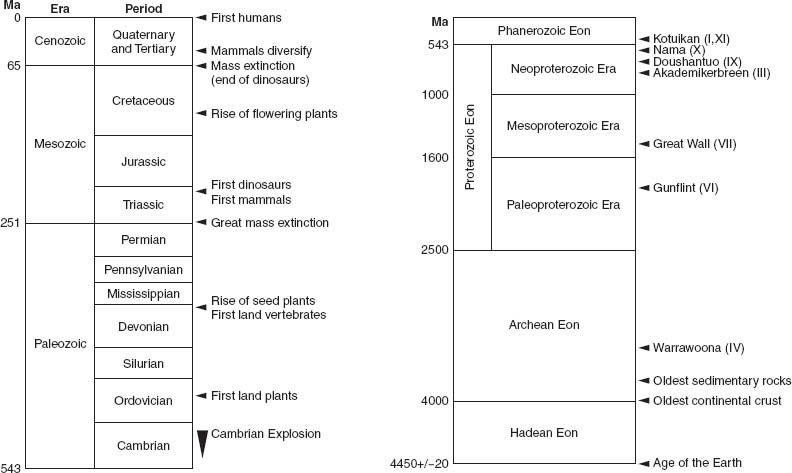 Ma Era Period
0
Cenozoic
Quaternary
and Tertiary
First humans
Mammals diversify
65
Mass extinction
(end of dinosaurs)
Mesozoic
Cretaceous
Rise of flowering plants
Jurassic
Triassic
First dinosaurs
First mammals
251
Great mass extinction
Paleozoic
Permian
Pennsylvanian
Mississippian
Rise of seed plants
First land vertebrates
Devonian
Silurian
Ordovician
First land plants
Cambrian
Cambrian Explosion
543
Ma
Phanerozoic Eon
Kotuikan (I,XI)
543
Nama (X)
Doushantuo (IX)
Akademikerbreen (III)
Proterozoic Eon
Neoproterozoic Era
1000
Mesoproterozoic Era
Great Wall (VII)
1600
Paleoproterozoic Era
Gunflint (VI)
2500
Archean Eon
Warrawoona (IV)
Oldest sedimentary rocks
4000
Oldest continental crust
Hadean Eon
4450+/−20
Age of the Earth